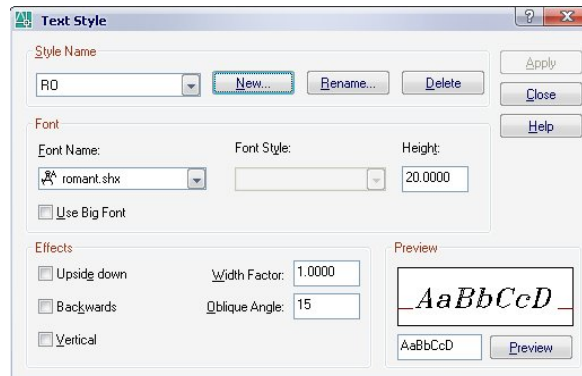 Text Style
Style Name
RO
New...
Rename...
Delete
Apply
Close
Help
Font
Font Name:
Font Style:
Height:
romant.shx
20.0000
Use Big Font
Effects
Upside down
Width Factor:
1.0000
Backwards
Oblique Angle:
15
Vertical
Preview
AaBbCcD
AaBbCcD
Preview